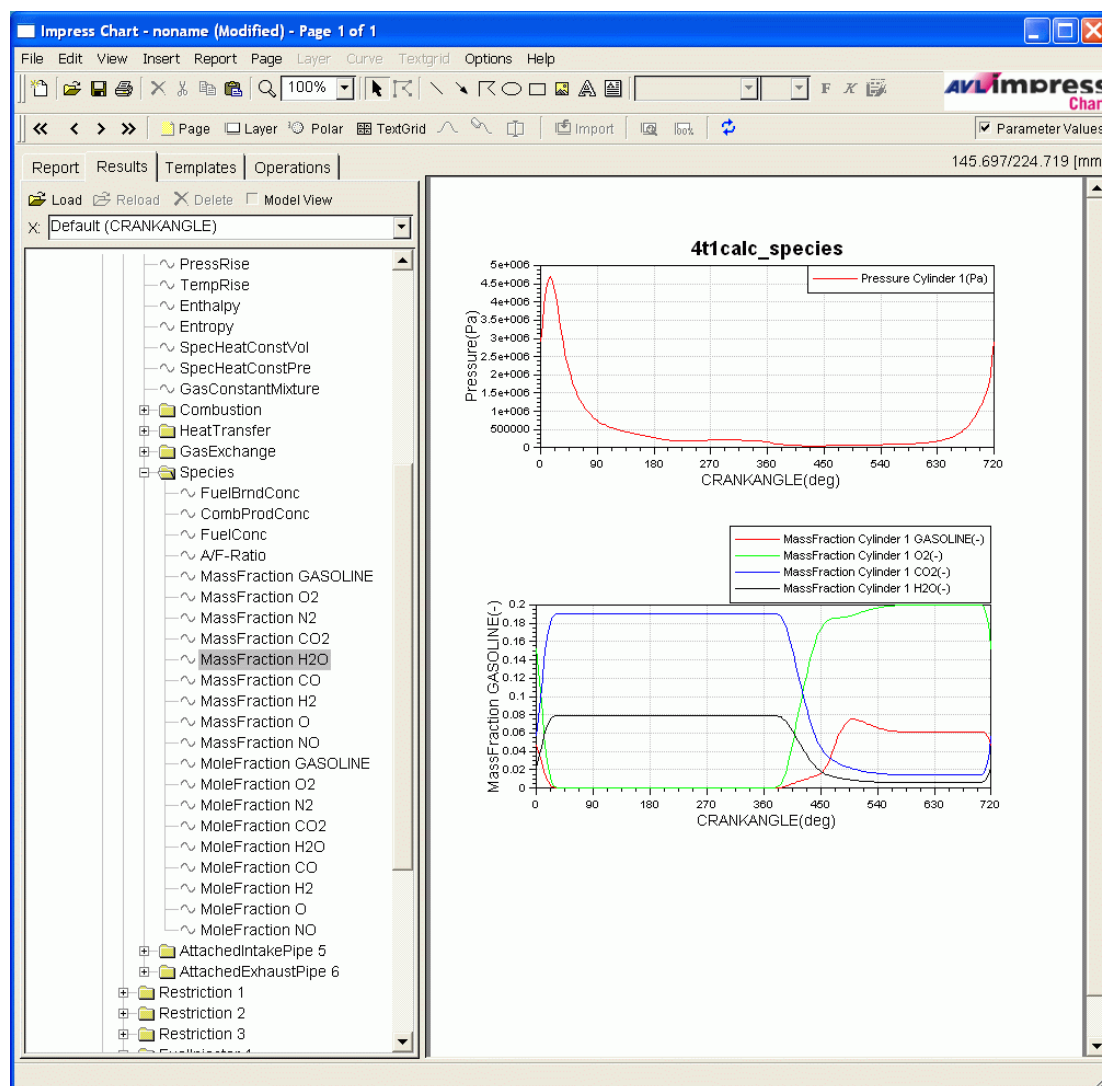 Impress Chart - noname (Modified) - Page 1 of 1
File Edit View Insert Report Page Layer Curve Textgrid Options Help
100% F K
AVL impress
Chart
Page Layer Polar TextGrid Import 100% Parameter Values
Report Results Templates Operations
145.697/224.719 [mm
Load Reload Delete Model View
X: Default (CRANKANGLE)
PressRise
TempRise
Enthalpy
Entropy
SpecHeatConstVol
SpecHeatConstPre
GasConstantMixture
Combustion
HeatTransfer
GasExchange
Species
FuelBrndConc
CombProdConc
FuelConc
A/F-Ratio
MassFraction GASOLINE
MassFraction O2
MassFraction N2
MassFraction CO2
MassFraction H2O
MassFraction CO
MassFraction H2
MassFraction O
MassFraction NO
MoleFraction GASOLINE
MoleFraction O2
MoleFraction N2
MoleFraction CO2
MoleFraction H2O
MoleFraction CO
MoleFraction H2
MoleFraction O
MoleFraction NO
AttachedIntakePipe 5
AttachedExhaustPipe 6
Restriction 1
Restriction 2
Restriction 3
4t1calc_species
Pressure Cylinder 1(Pa)
Pressure(Pa)
5e+006
4.5e+006
4e+006
3.5e+006
3e+006
2.5e+006
2e+006
1.5e+006
1e+006
500000
0
0 90 180 270 360 450 540 630 720
CRANKANGLE(deg)
MassFraction Cylinder 1 GASOLINE(-)
MassFraction Cylinder 1 O2(-)
MassFraction Cylinder 1 CO2(-)
MassFraction Cylinder 1 H2O(-)
MassFraction GASOLINE(-)
0.2
0.18
0.16
0.14
0.12
0.1
0.08
0.06
0.04
0.02
0
0 90 180 270 360 450 540 630 720
CRANKANGLE(deg)